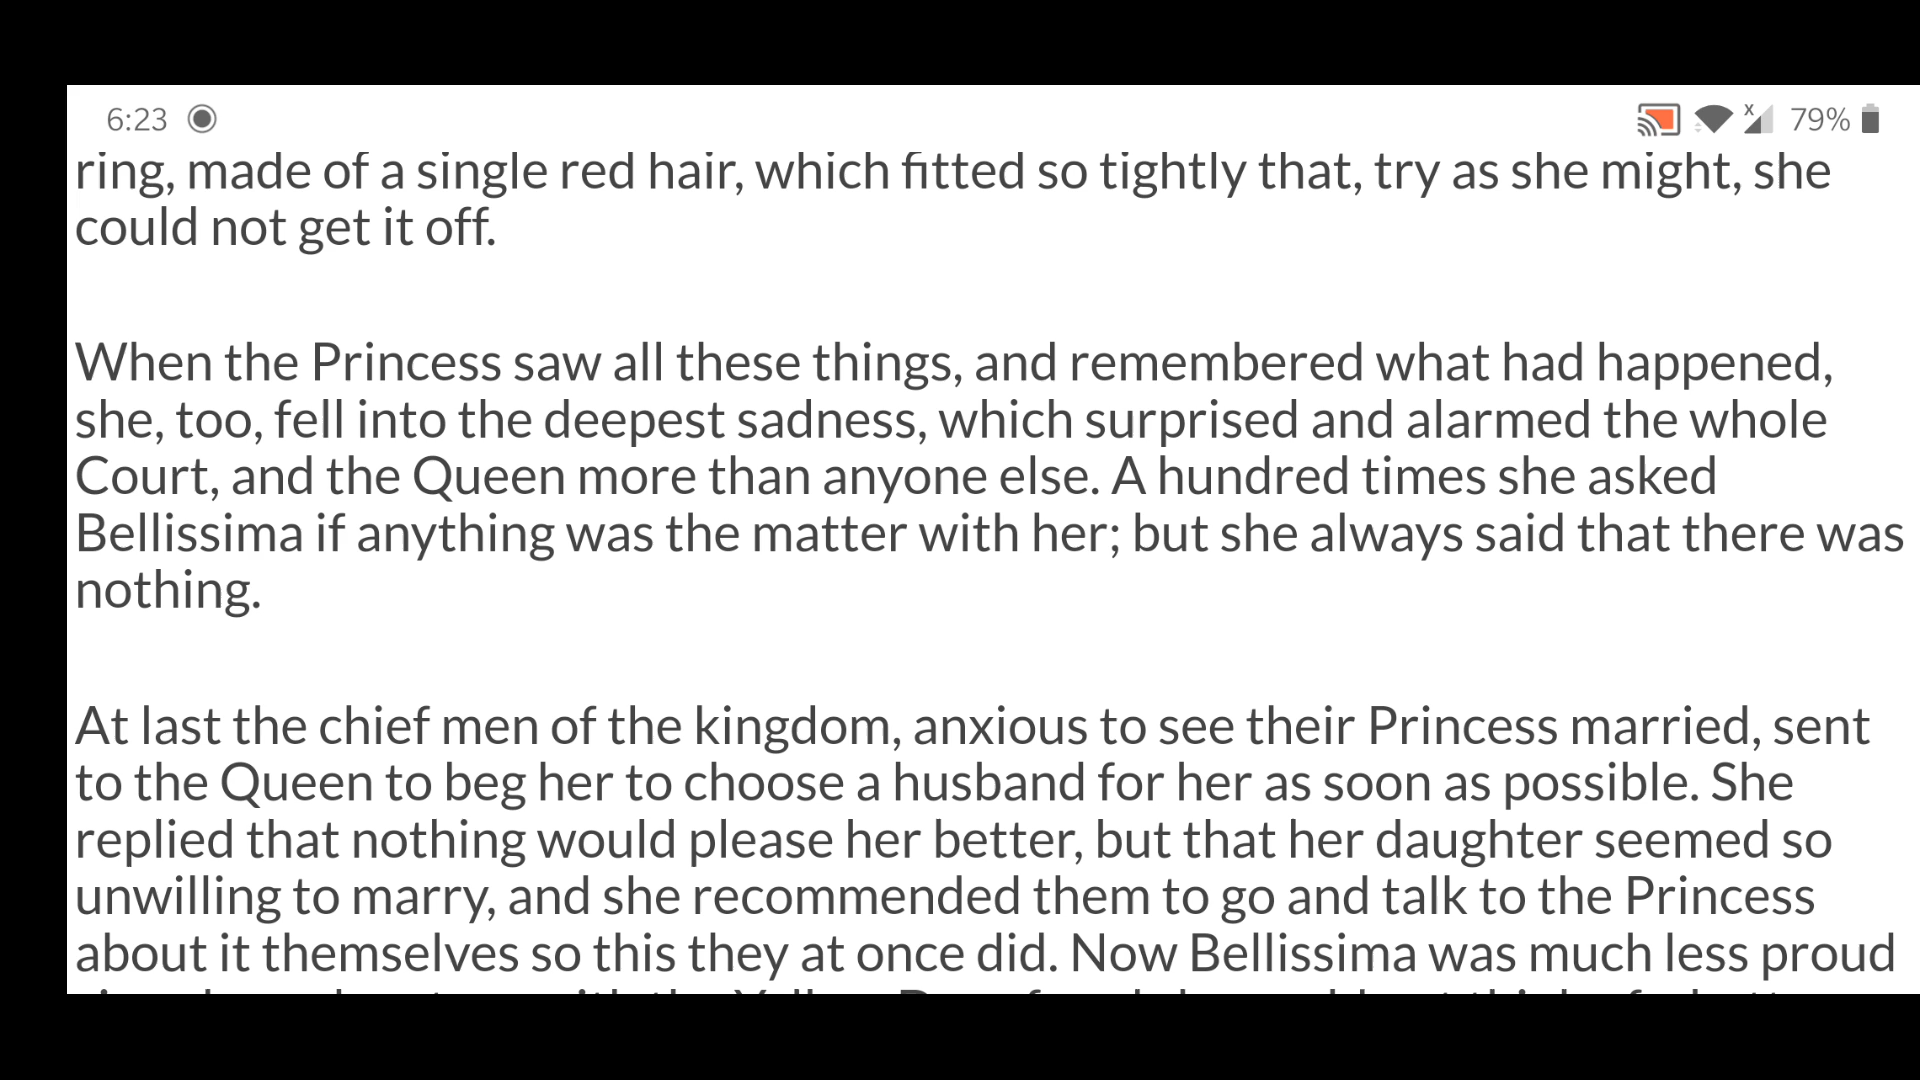 6:23
x
79%
ring, made of a single red hair, which fitted so tightly that, try as she might, she
could not get it off.
When the Princess saw all these things, and remembered what had happened,
she, too, fell into the deepest sadness, which surprised and alarmed the whole
Court, and the Queen more than anyone else. A hundred times she asked
Bellissima if anything was the matter with her; but she always said that there was
nothing.
At last the chief men of the kingdom, anxious to see their Princess married, sent
to the Queen to beg her to choose a husband for her as soon as possible. She
replied that nothing would please her better, but that her daughter seemed so
unwilling to marry, and she recommended them to go and talk to the Princess
about it themselves so this they at once did. Now Bellissima was much less proud